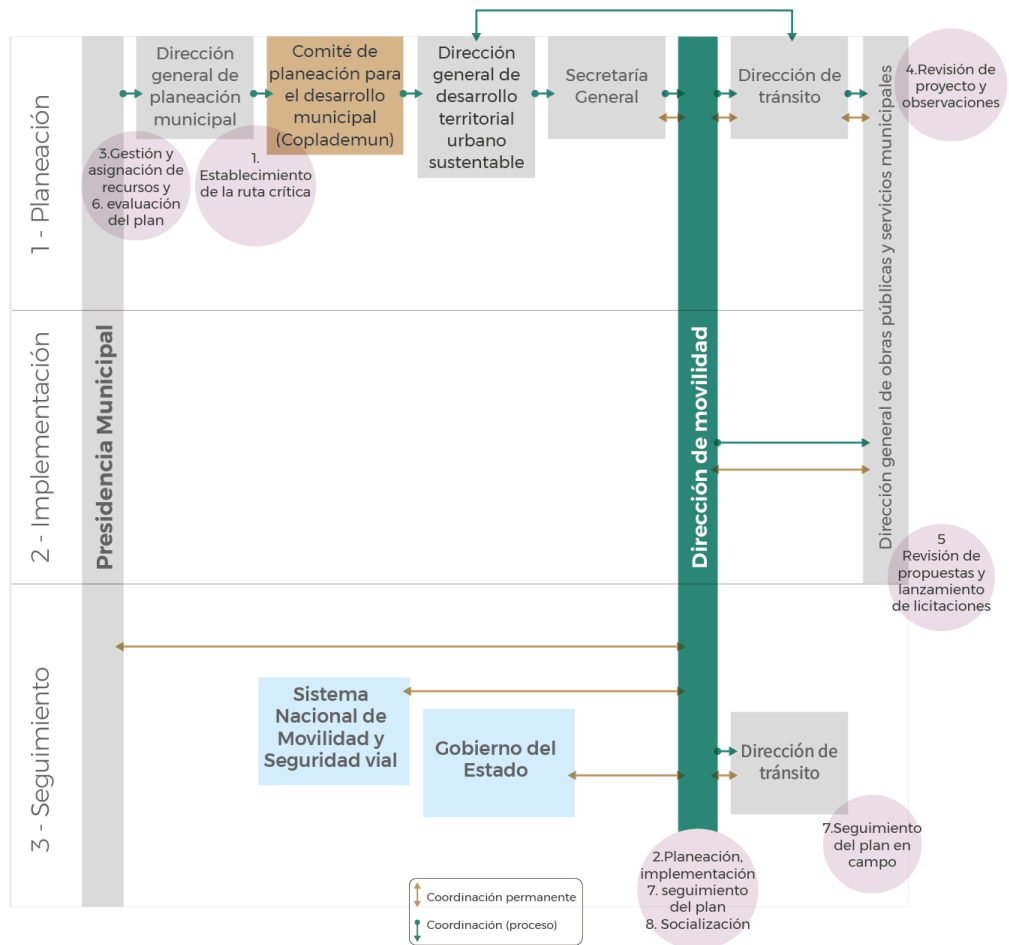 1 - Planeación
Dirección
general de
planeación
municipal
Comité de
planeación para
el desarrollo
municipal
(Coplademun)
Dirección
general de
desarrollo
territorial
urbano
sustentable
Secretaría
General
Dirección de
tránsito
4.Revisión de
proyecto y
observaciones
3.Gestión y
asignación de
recursos y
6. evaluación
del plan
1.
Establecimiento
de la ruta crítica
Presidencia Municipal
Dirección de movilidad
Dirección general de obras públicas y servicios municipales
2 - Implementación
5
Revisión de
propuestas y
lanzamiento
de licitaciones
3 - Seguimiento
Sistema
Nacional de
Movilidad y
Seguridad vial
Gobierno del
Estado
Dirección de
tránsito
7.Seguimiento
del plan en
campo
2.Planeación,
implementación
7. seguimiento
del plan
8. Socialización
Coordinación permanente
Coordinación (proceso)